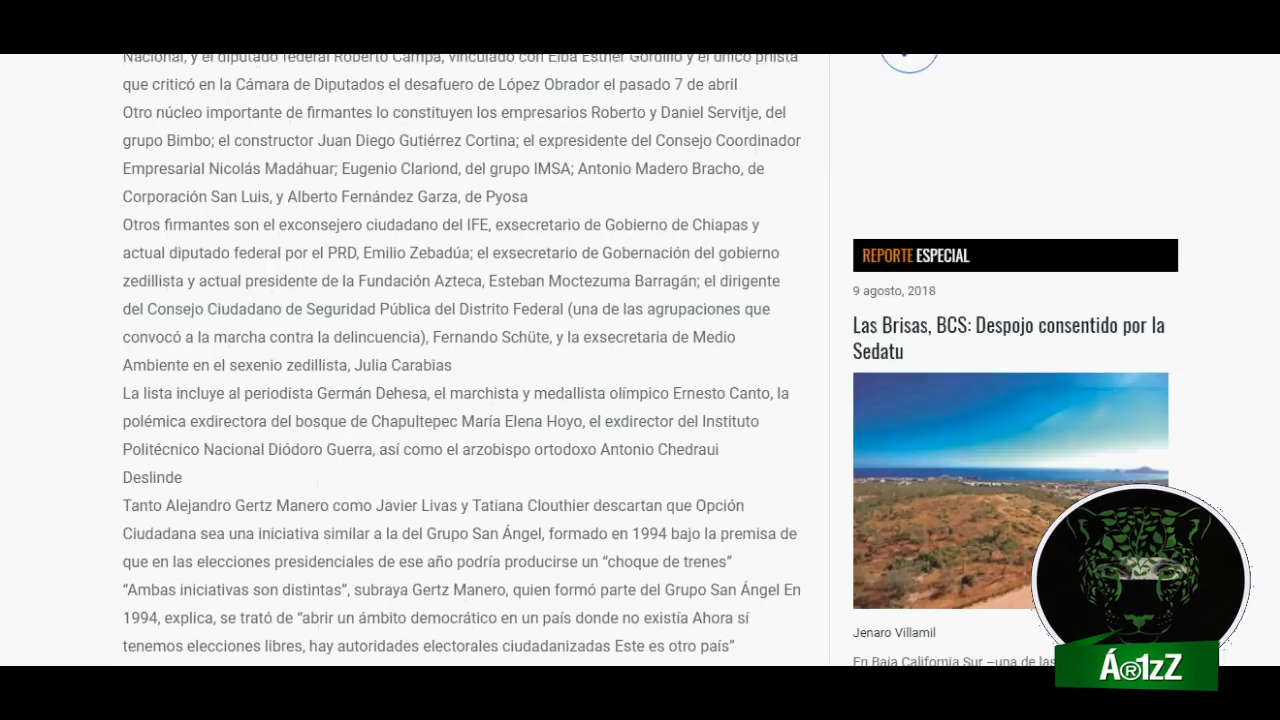 Nacional, y el diputado federal Roberto Campa, vinculado con Elba Esther Gordillo y el único priista
que criticó en la Cámara de Diputados el desafuero de López Obrador el pasado 7 de abril
Otro núcleo importante de firmantes lo constituyen los empresarios Roberto y Daniel Servitje, del
grupo Bimbo; el constructor Juan Diego Gutiérrez Cortina; el expresidente del Consejo Coordinador
Empresarial Nicolás Madáhuar; Eugenio Clariond, del grupo IMSA; Antonio Madero Bracho, de
Corporación San Luis, y Alberto Fernández Garza, de Pyosa
Otros firmantes son el exconsejero ciudadano del IFE, exsecretario de Gobierno de Chiapas y
actual diputado federal por el PRD, Emilio Zebadúa; el exsecretario de Gobernación del gobierno
zedillista y actual presidente de la Fundación Azteca, Esteban Moctezuma Barragán; el dirigente
del Consejo Ciudadano de Seguridad Pública del Distrito Federal (una de las agrupaciones que
convocó a la marcha contra la delincuencia), Fernando Schüte, y la exsecretaria de Medio
Ambiente en el sexenio zedillista, Julia Carabias
La lista incluye al periodista Germán Dehesa, el marchista y medallista olímpico Ernesto Canto, la
polémica exdirectora del bosque de Chapultepec María Elena Hoyo, el exdirector del Instituto
Politécnico Nacional Diódoro Guerra, así como el arzobispo ortodoxo Antonio Chedraui
Deslinde
Tanto Alejandro Gertz Manero como Javier Livas y Tatiana Clouthier descartan que Opción
Ciudadana sea una iniciativa similar a la del Grupo San Ángel, formado en 1994 bajo la premisa de
que en las elecciones presidenciales de ese año podría producirse un “choque de trenes”
“Ambas iniciativas son distintas”, subraya Gertz Manero, quien formó parte del Grupo San Ángel En
1994, explica, se trató de “abrir un ámbito democrático en un país donde no existía Ahora sí
tenemos elecciones libres, hay autoridades electorales ciudadanizadas Este es otro país”
REPORTE ESPECIAL
9 agosto, 2018
Las Brisas, BCS: Despojo consentido por la
Sedatu
Jenaro Villamil
En Baja California Sur –una de las
Á®1zZ